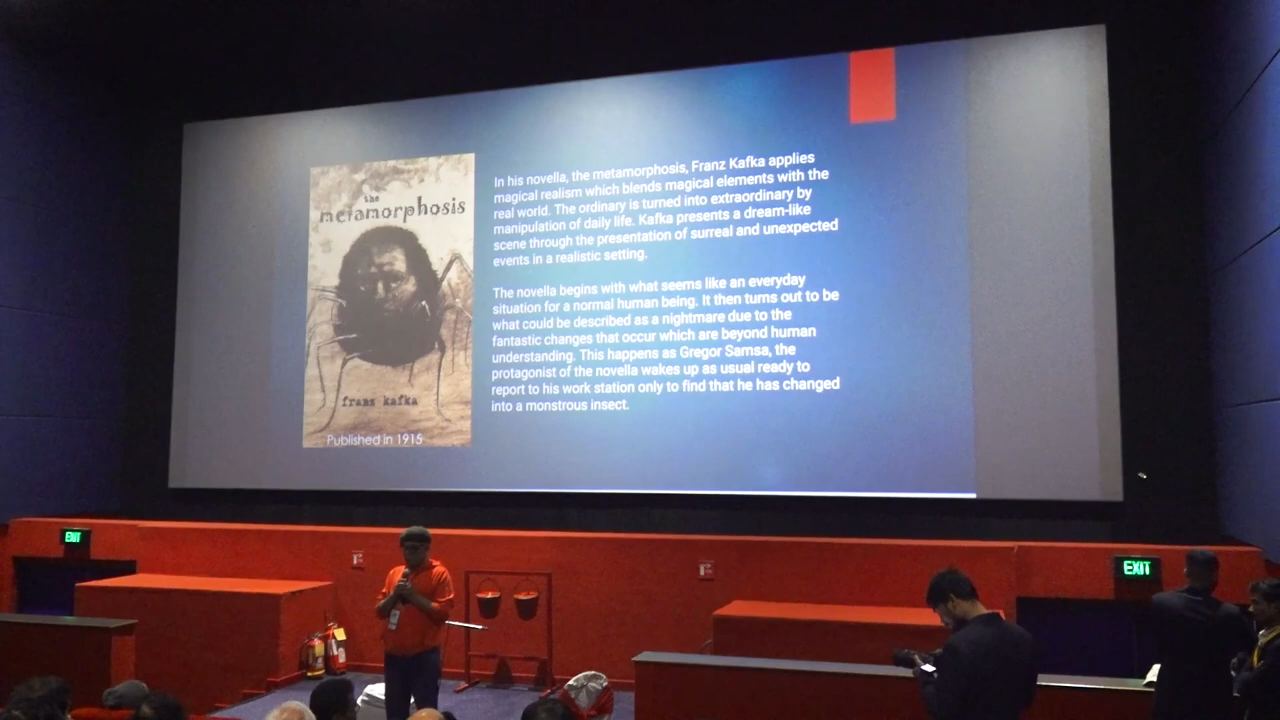 the
metamorphosis
franz kafka
Published in 1915
In his novella, the metamorphosis, Franz Kafka applies
magical realism which blends magical elements with the
real world. The ordinary is turned into extraordinary by
manipulation of daily life. Kafka presents a dream-like
scene through the presentation of surreal and unexpected
events in a realistic setting.
The novella begins with what seems like an everyday
situation for a normal human being. It then turns out to be
what could be described as a nightmare due to the
fantastic changes that occur which are beyond human
understanding. This happens as Gregor Samsa, the
protagonist of the novella wakes up as usual ready to
report to his work station only to find that he has changed
into a monstrous insect.
EXIT
EXIT